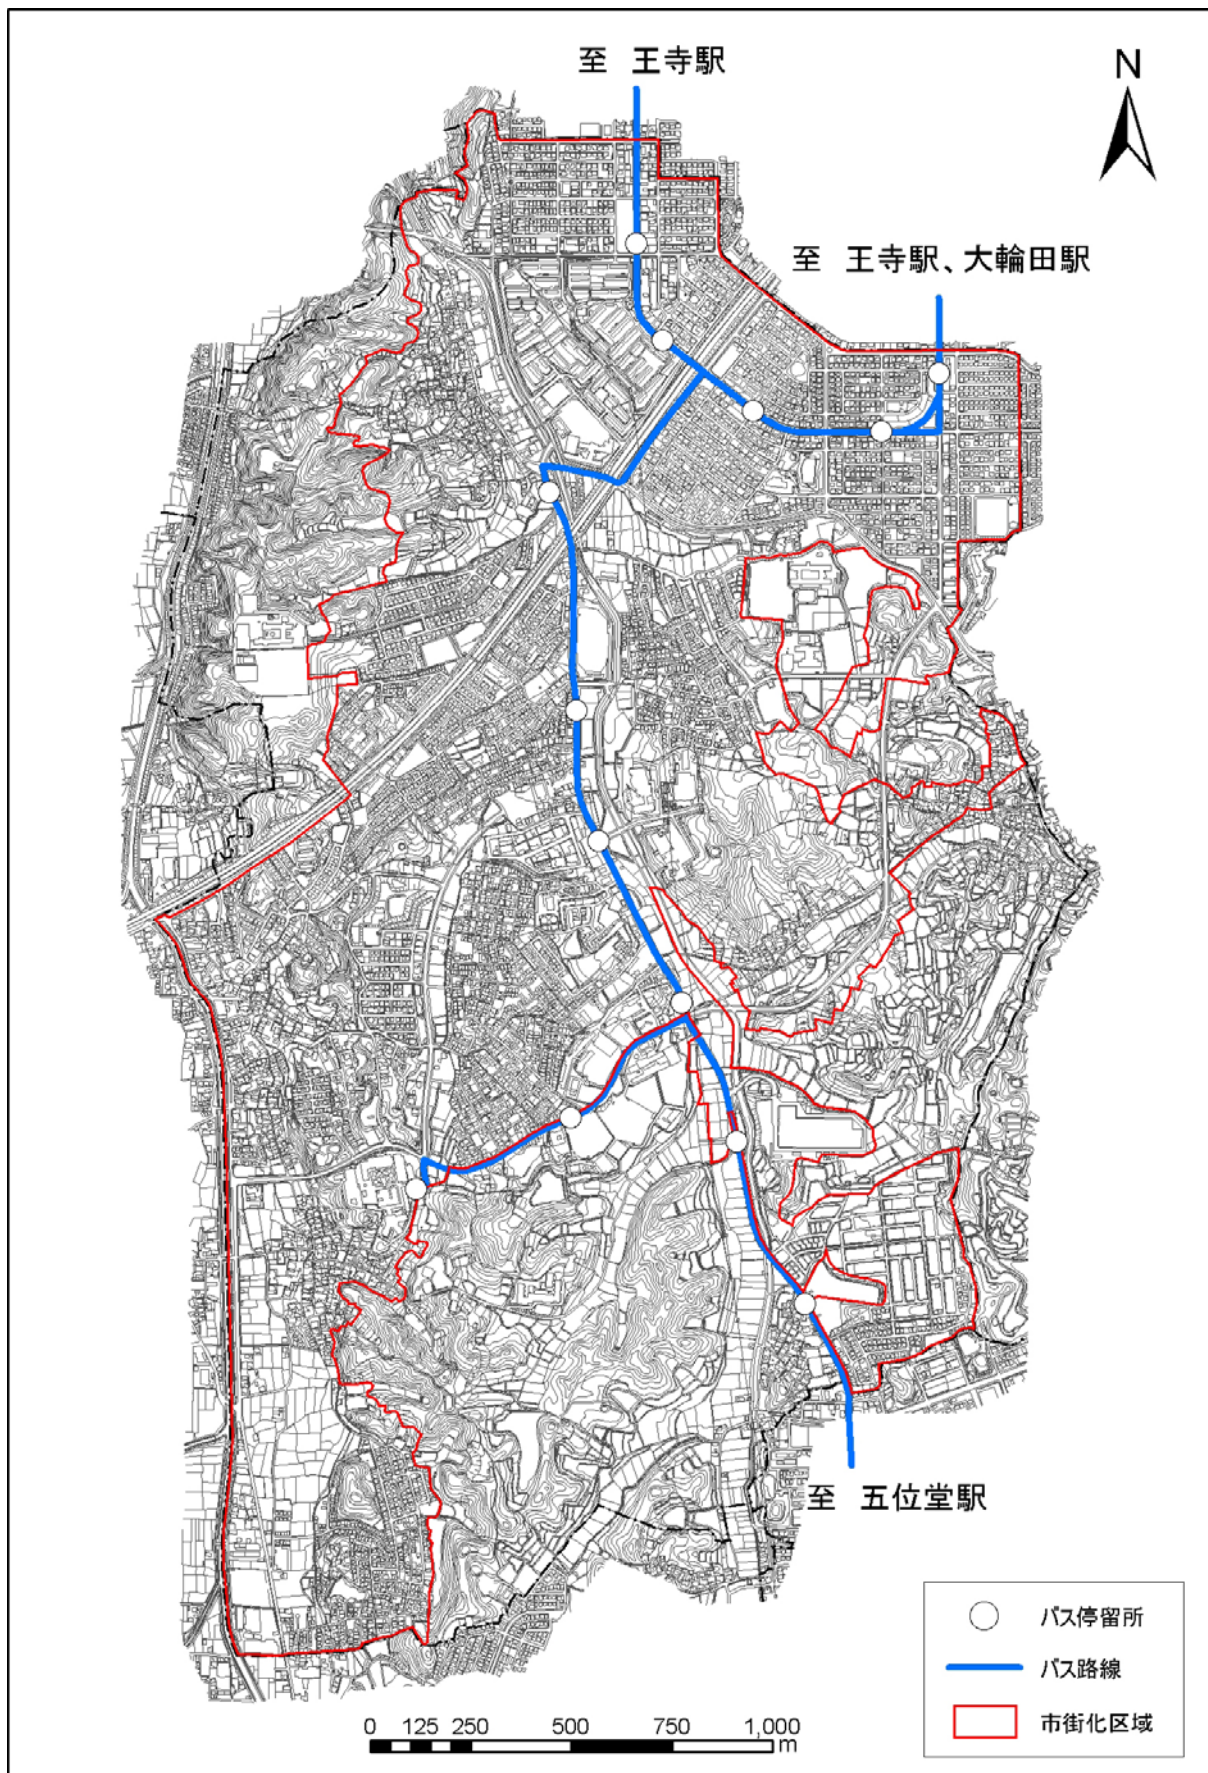 至 王寺駅
N
至 王寺駅、大輪田駅
至 五位堂駅
バス停留所
バス路線
市街化区域
0 125 250 500 750 1,000
m